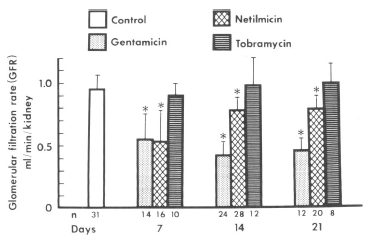 Control
Netilmicin
Gentamicin
Tobramycin
Glomerular filtration rate (GFR)
ml/min/kidney
1.0
0.5
0
* * * * * *
n 31 14 16 10 24 28 12 12 20 8
Days 7 14 21